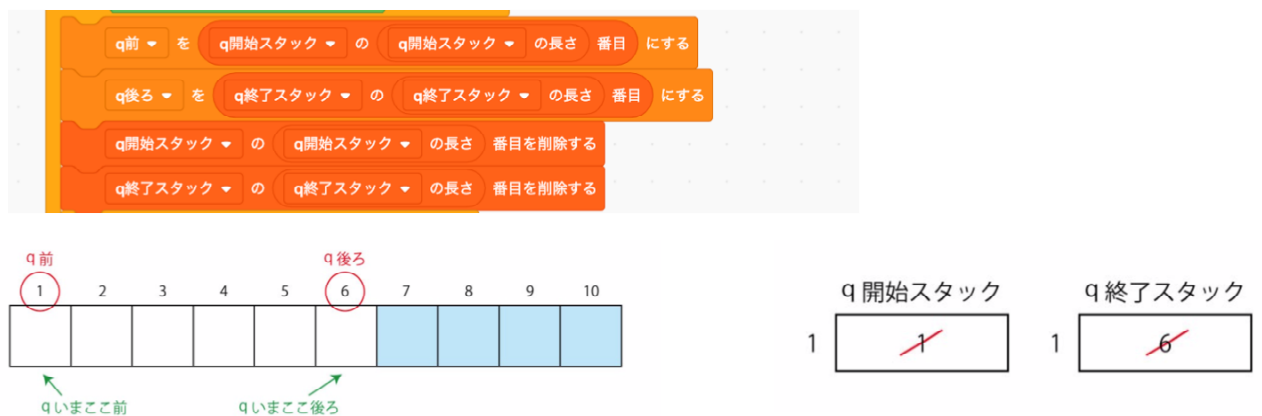 q前 を q開始スタック の q開始スタック の長さ 番目 にする
q後ろ を q終了スタック の q終了スタック の長さ 番目 にする
q開始スタック の q開始スタック の長さ 番目を削除する
q終了スタック の q終了スタック の長さ 番目を削除する
q前 q後ろ
1 2 3 4 5 6 7 8 9 10
qいまここ前 qいまここ後ろ
q開始スタック q終了スタック
1 1 1 6